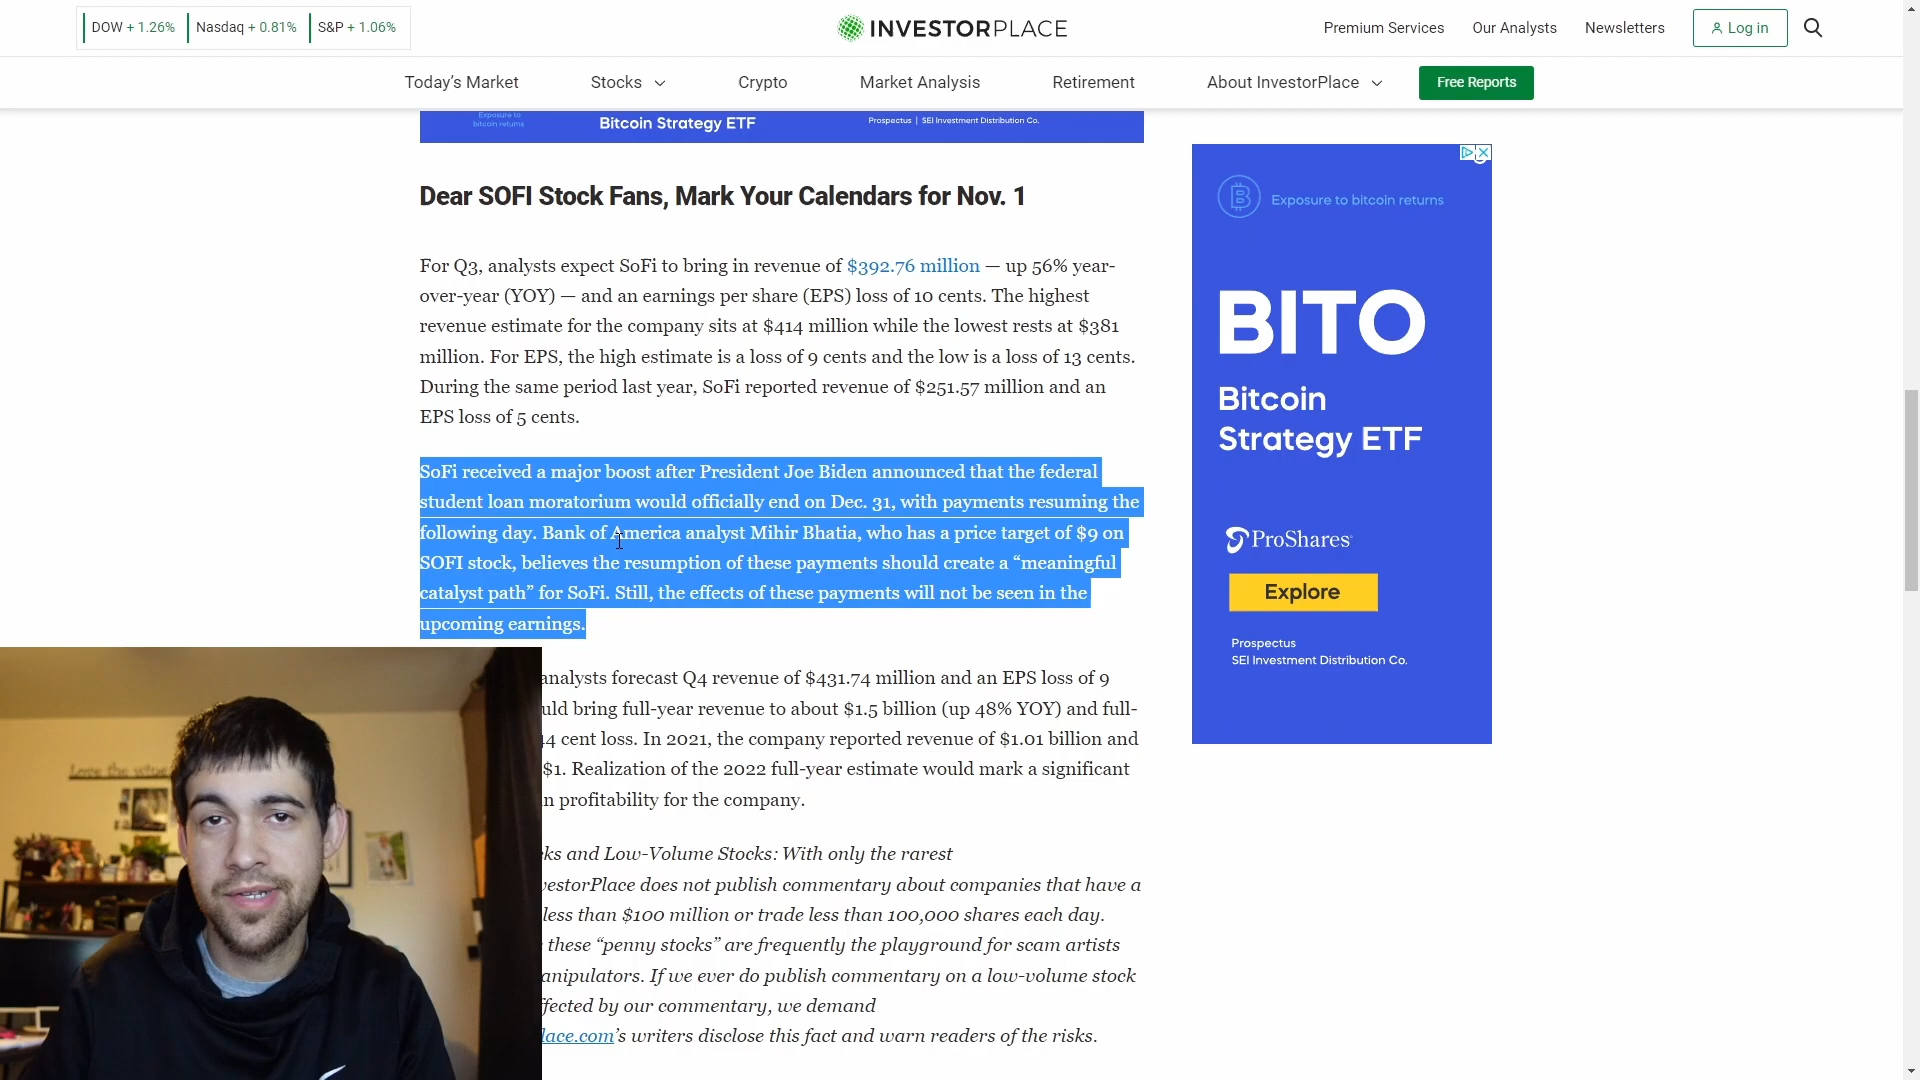 DOW + 1.26% Nasdaq + 0.81% S&P + 1.06%
INVESTORPLACE
Premium Services Our Analysts Newsletters Log in
Today’s Market Stocks Crypto Market Analysis Retirement About InvestorPlace Free Reports
Exposure to
bitcoin returns
Bitcoin Strategy ETF
Prospectus | SEI Investment Distribution Co.
Dear SOFI Stock Fans, Mark Your Calendars for Nov. 1
For Q3, analysts expect SoFi to bring in revenue of $392.76 million — up 56% year-
over-year (YOY) — and an earnings per share (EPS) loss of 10 cents. The highest
revenue estimate for the company sits at $414 million while the lowest rests at $381
million. For EPS, the high estimate is a loss of 9 cents and the low is a loss of 13 cents.
During the same period last year, SoFi reported revenue of $251.57 million and an
EPS loss of 5 cents.
SoFi received a major boost after President Joe Biden announced that the federal
student loan moratorium would officially end on Dec. 31, with payments resuming the
following day. Bank of America analyst Mihir Bhatia, who has a price target of $9 on
SOFI stock, believes the resumption of these payments should create a “meaningful
catalyst path” for SoFi. Still, the effects of these payments will not be seen in the
upcoming earnings.
analysts forecast Q4 revenue of $431.74 million and an EPS loss of 9
uld bring full-year revenue to about $1.5 billion (up 48% YOY) and full-
44 cent loss. In 2021, the company reported revenue of $1.01 billion and
$1. Realization of the 2022 full-year estimate would mark a significant
n profitability for the company.
ks and Low-Volume Stocks: With only the rarest
vestorPlace does not publish commentary about companies that have a
less than $100 million or trade less than 100,000 shares each day.
these “penny stocks” are frequently the playground for scam artists
anipulators. If we ever do publish commentary on a low-volume stock
ffected by our commentary, we demand
lace.com’s writers disclose this fact and warn readers of the risks.
Exposure to bitcoin returns
BITO
Bitcoin
Strategy ETF
ProShares
Explore
Prospectus
SEI Investment Distribution Co.
Love the wine